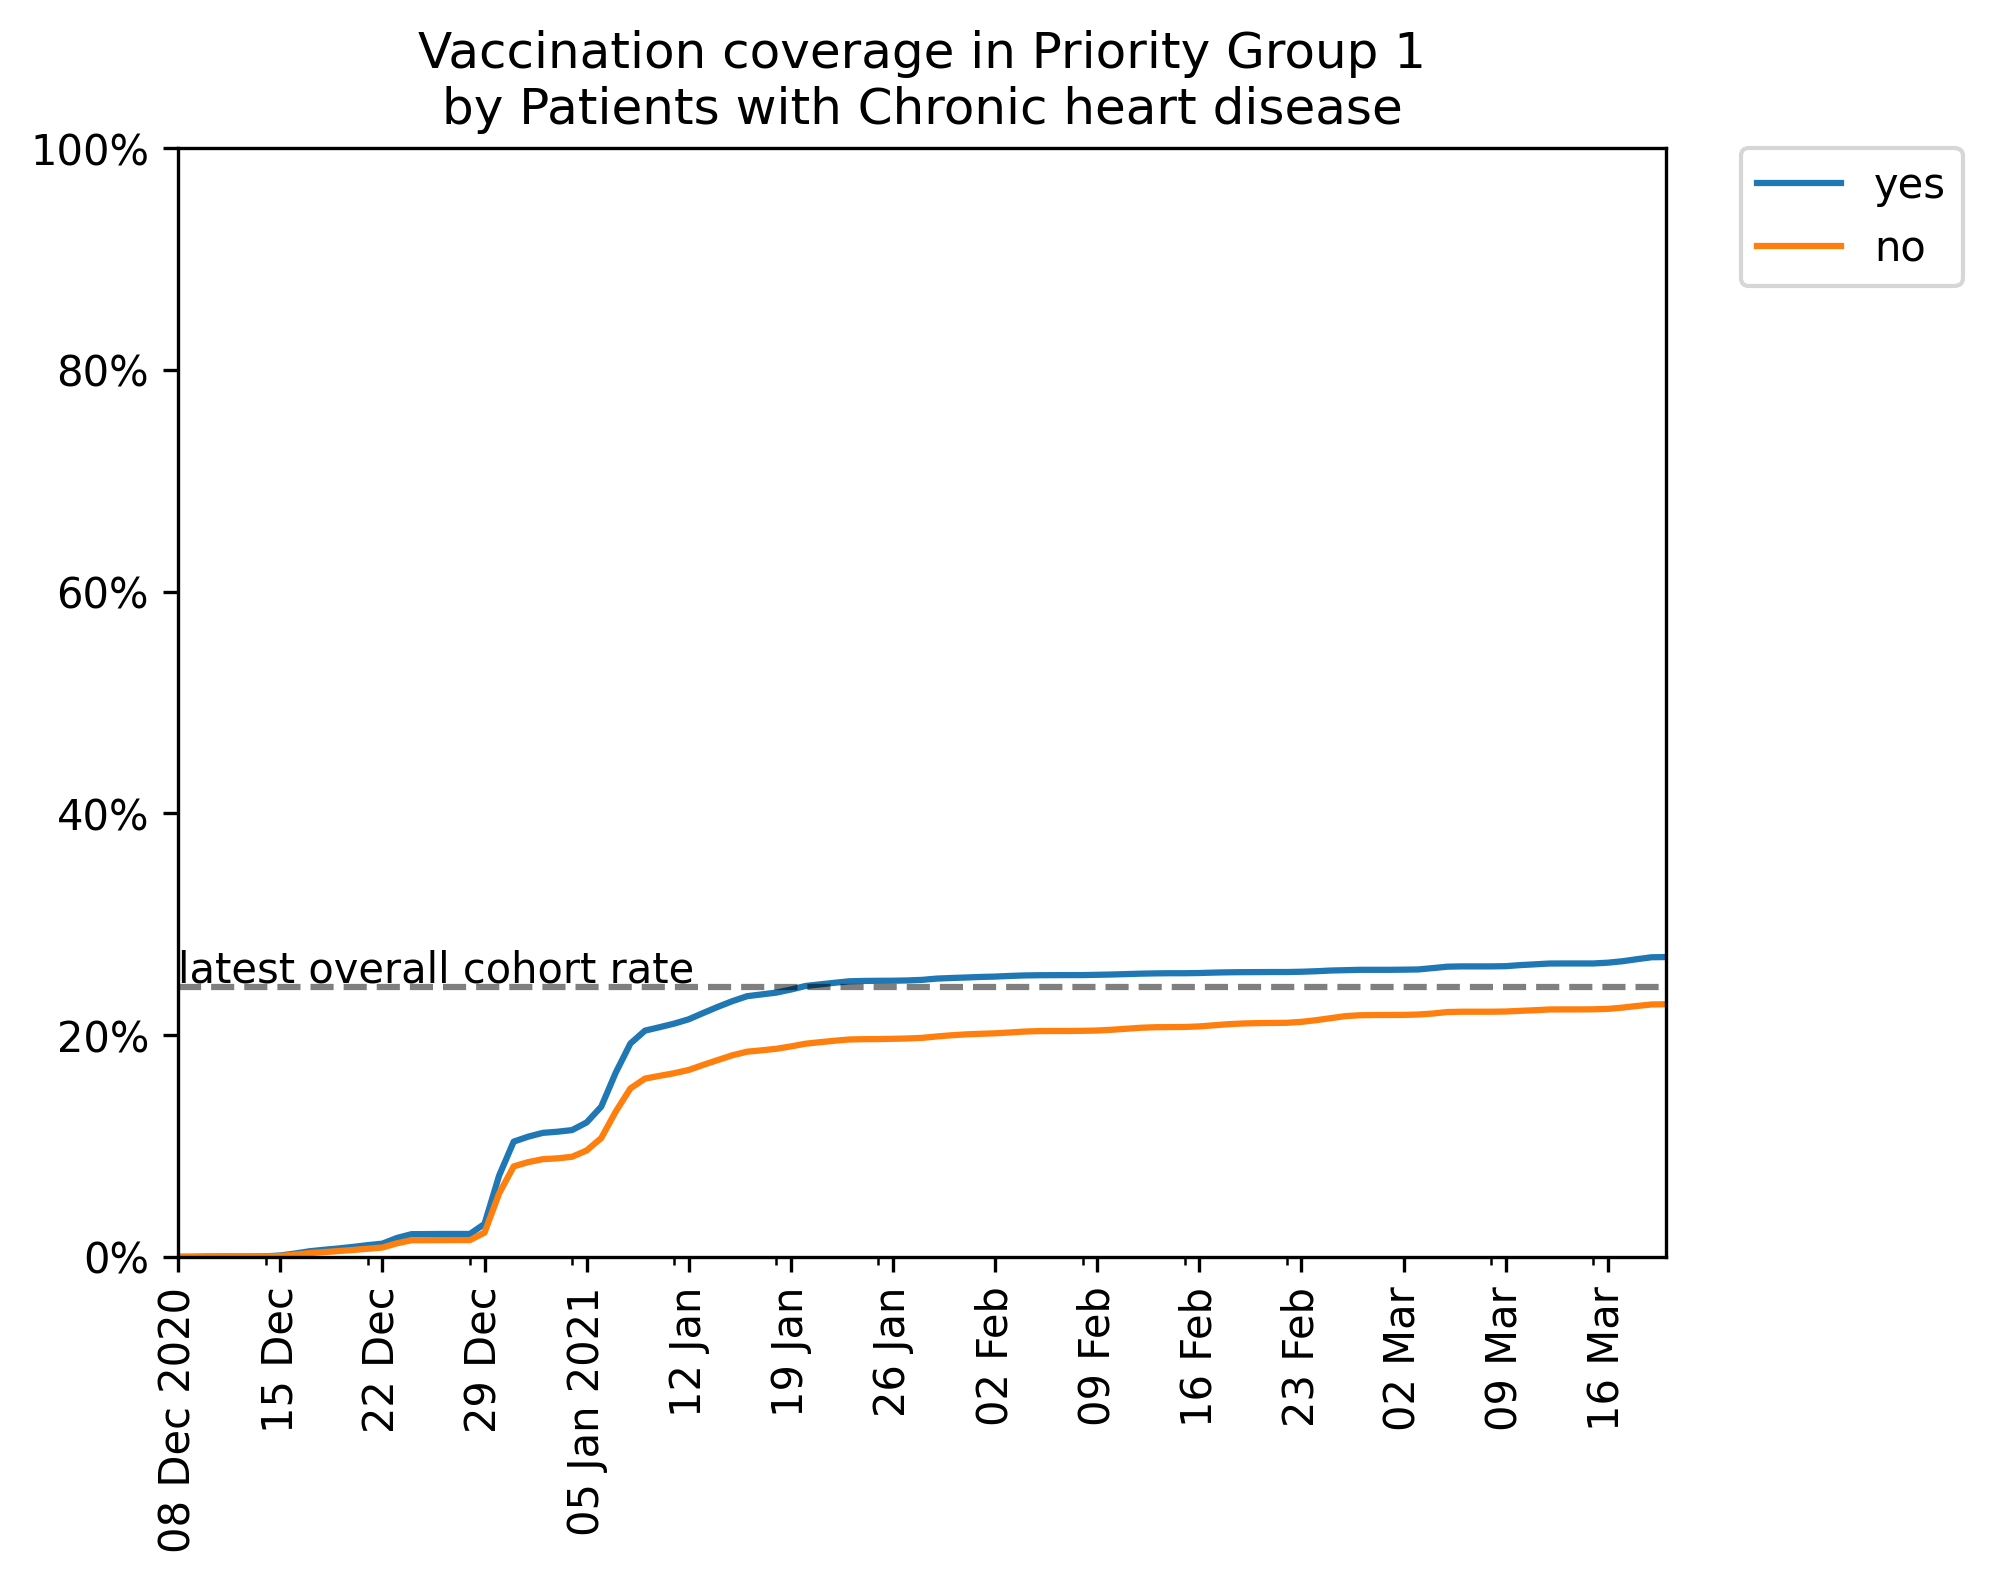 Vaccination coverage in Priority Group 1
by Patients with Chronic heart disease
100%
80%
60%
40%
20%
0%
latest overall cohort rate
yes
no
08 Dec 2020
15 Dec
22 Dec
29 Dec
05 Jan 2021
12 Jan
19 Jan
26 Jan
02 Feb
09 Feb
16 Feb
23 Feb
02 Mar
09 Mar
16 Mar